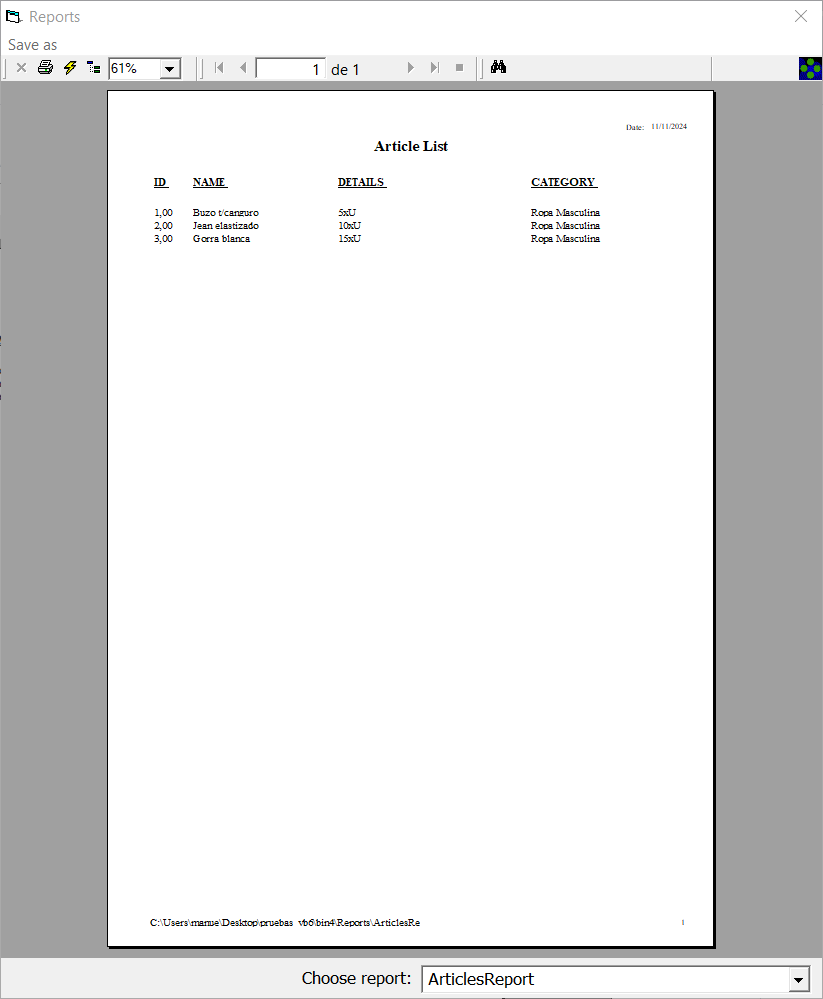 Reports
Save as
61% 1 de 1
Date: 11/11/2024
Article List
ID NAME DETAILS CATEGORY
1,00 Buzo t/canguro 5xU Ropa Masculina
2,00 Jean elastizado 10xU Ropa Masculina
3,00 Gorra blanca 15xU Ropa Masculina
C:\Users\manue\Desktop\pruebas_vb6\bin4\Reports\ArticlesRe 1
Choose report: ArticlesReport